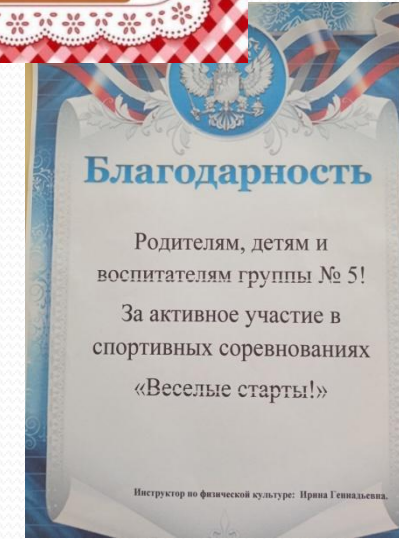 Благодарность
Родителям, детям и
воспитателям группы № 5!
За активное участие в
спортивных соревнованиях
«Веселые старты!»
Инструктор по физической культуре: Ирина Геннадьевна.